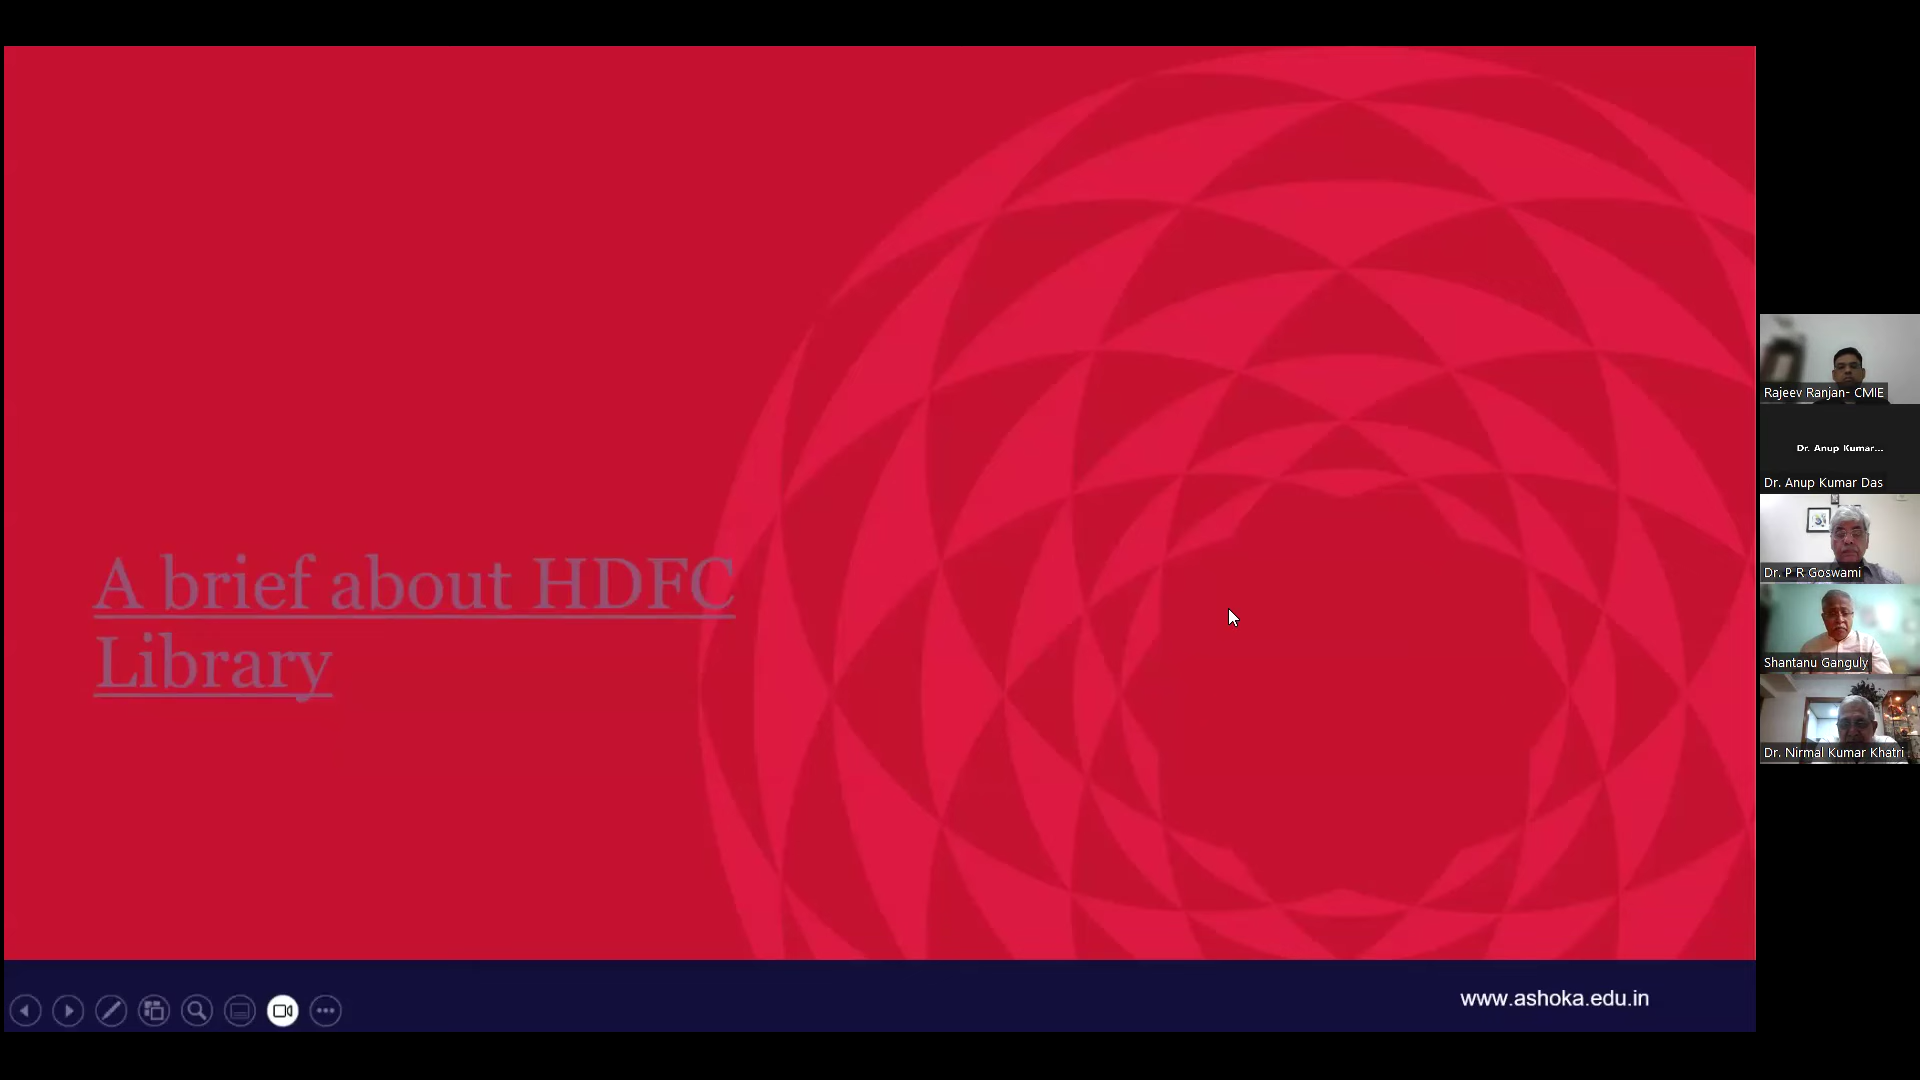 A brief about HDFC
Library
www.ashoka.edu.in
Rajeev Ranjan- CMIE
Dr. Anup Kumar...
Dr. Anup Kumar Das
Dr. P R Goswami
Shantanu Ganguly
Dr. Nirmal Kumar Khatri